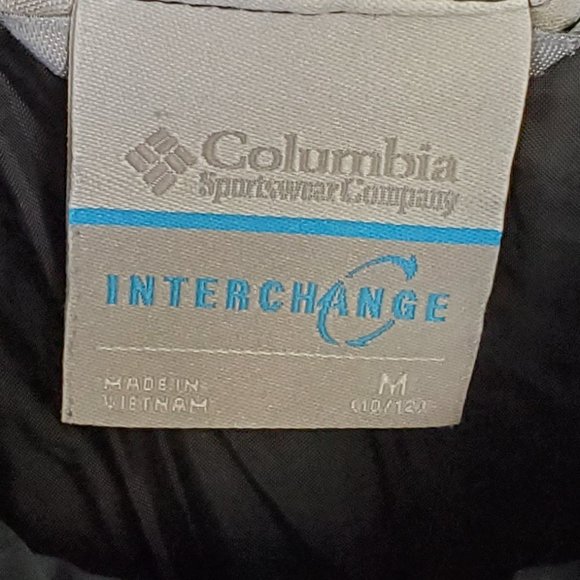 Columbia
Sportswear Company
INTERCHANGE
MADE IN M
VIETNAM (10/12)